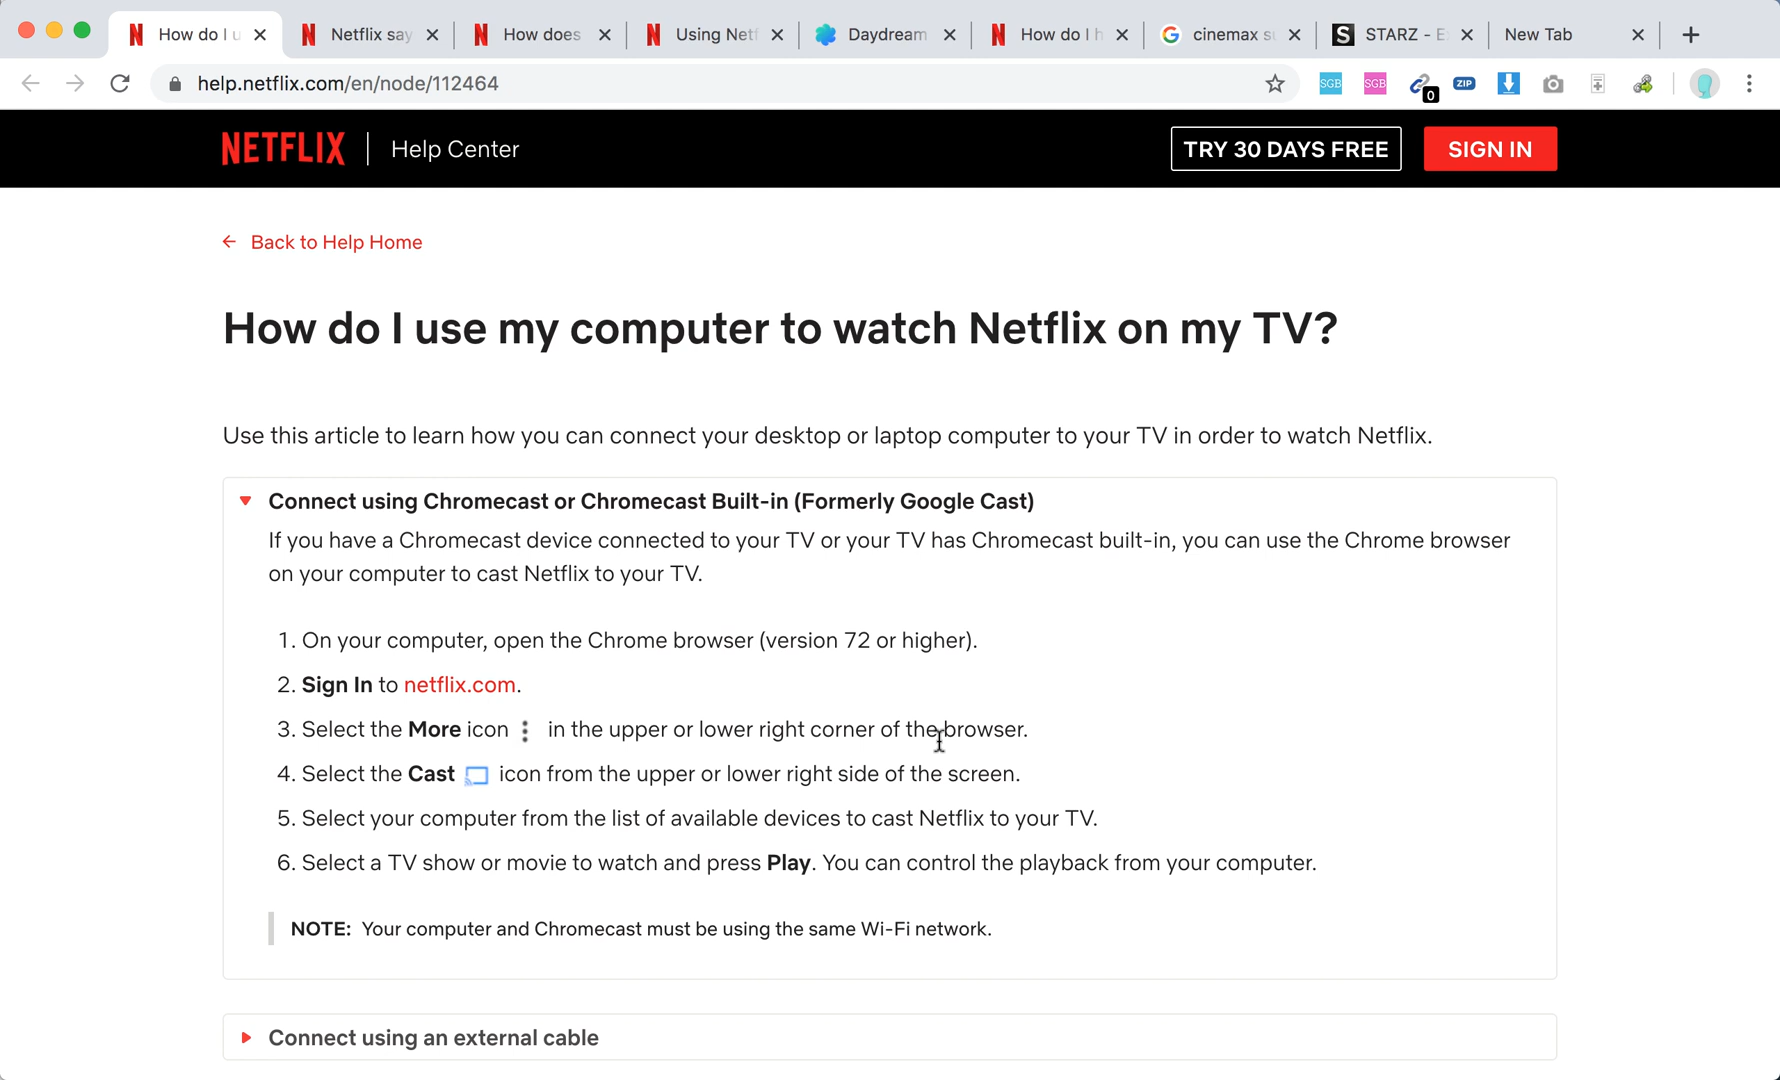 How do I u
Netflix say
How does
Using Netf
Daydream
How do I h
cinemax su
STARZ - E
New Tab
help.netflix.com/en/node/112464
SGB
SGB
0
ZIP
NETFLIX
Help Center
TRY 30 DAYS FREE
SIGN IN
Back to Help Home
How do I use my computer to watch Netflix on my TV?
Use this article to learn how you can connect your desktop or laptop computer to your TV in order to watch Netflix.
Connect using Chromecast or Chromecast Built-in (Formerly Google Cast)
If you have a Chromecast device connected to your TV or your TV has Chromecast built-in, you can use the Chrome browser
on your computer to cast Netflix to your TV.
1. On your computer, open the Chrome browser (version 72 or higher).
2. Sign In to netflix.com.
3. Select the More icon in the upper or lower right corner of the browser.
4. Select the Cast icon from the upper or lower right side of the screen.
5. Select your computer from the list of available devices to cast Netflix to your TV.
6. Select a TV show or movie to watch and press Play. You can control the playback from your computer.
NOTE: Your computer and Chromecast must be using the same Wi-Fi network.
Connect using an external cable